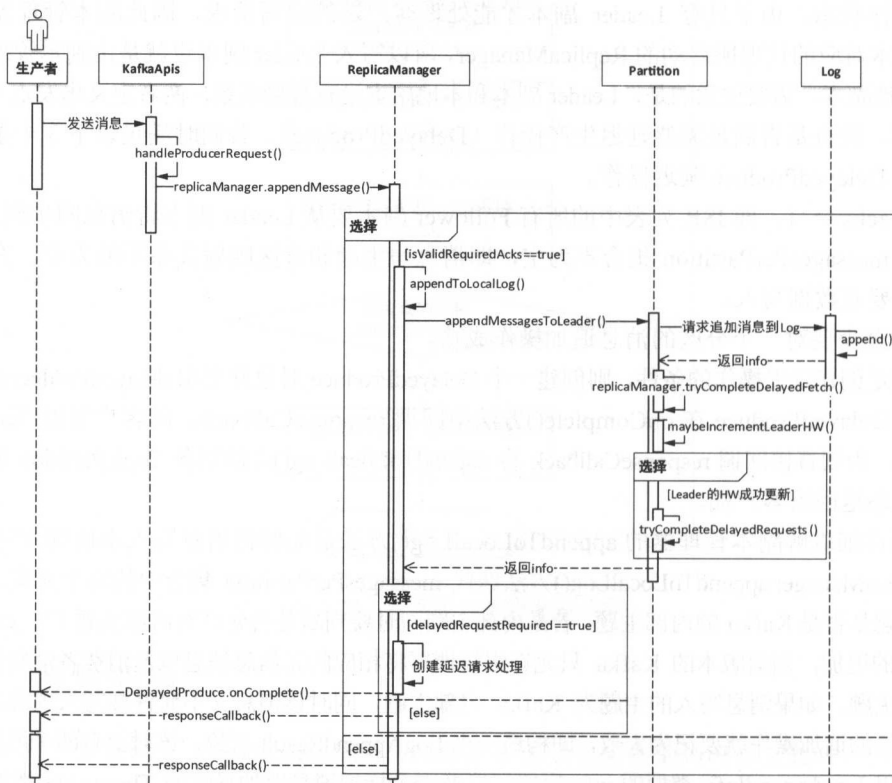 生产者
KafkaApis
ReplicaManager
Partition
Log
发送消息
handleProducerRequest()
replicaManager.appendMessage()
选择
[isValidRequiredAcls==true]
appendToLocalLog()
appendMessagesToLeader()
请求追加消息到Log
append()
返回info
replicaManager.tryCompleteDelayedFetch()
maybeIncrementLeaderHW()
选择
[Leader的HW成功更新]
tryCompleteDelayedRequests()
返回info
选择
[delayedRequestRequired==true]
创建延迟请求处理
DeplayedProduce.onComplete()
[else]
responseCallback()
[else]
responseCallback()